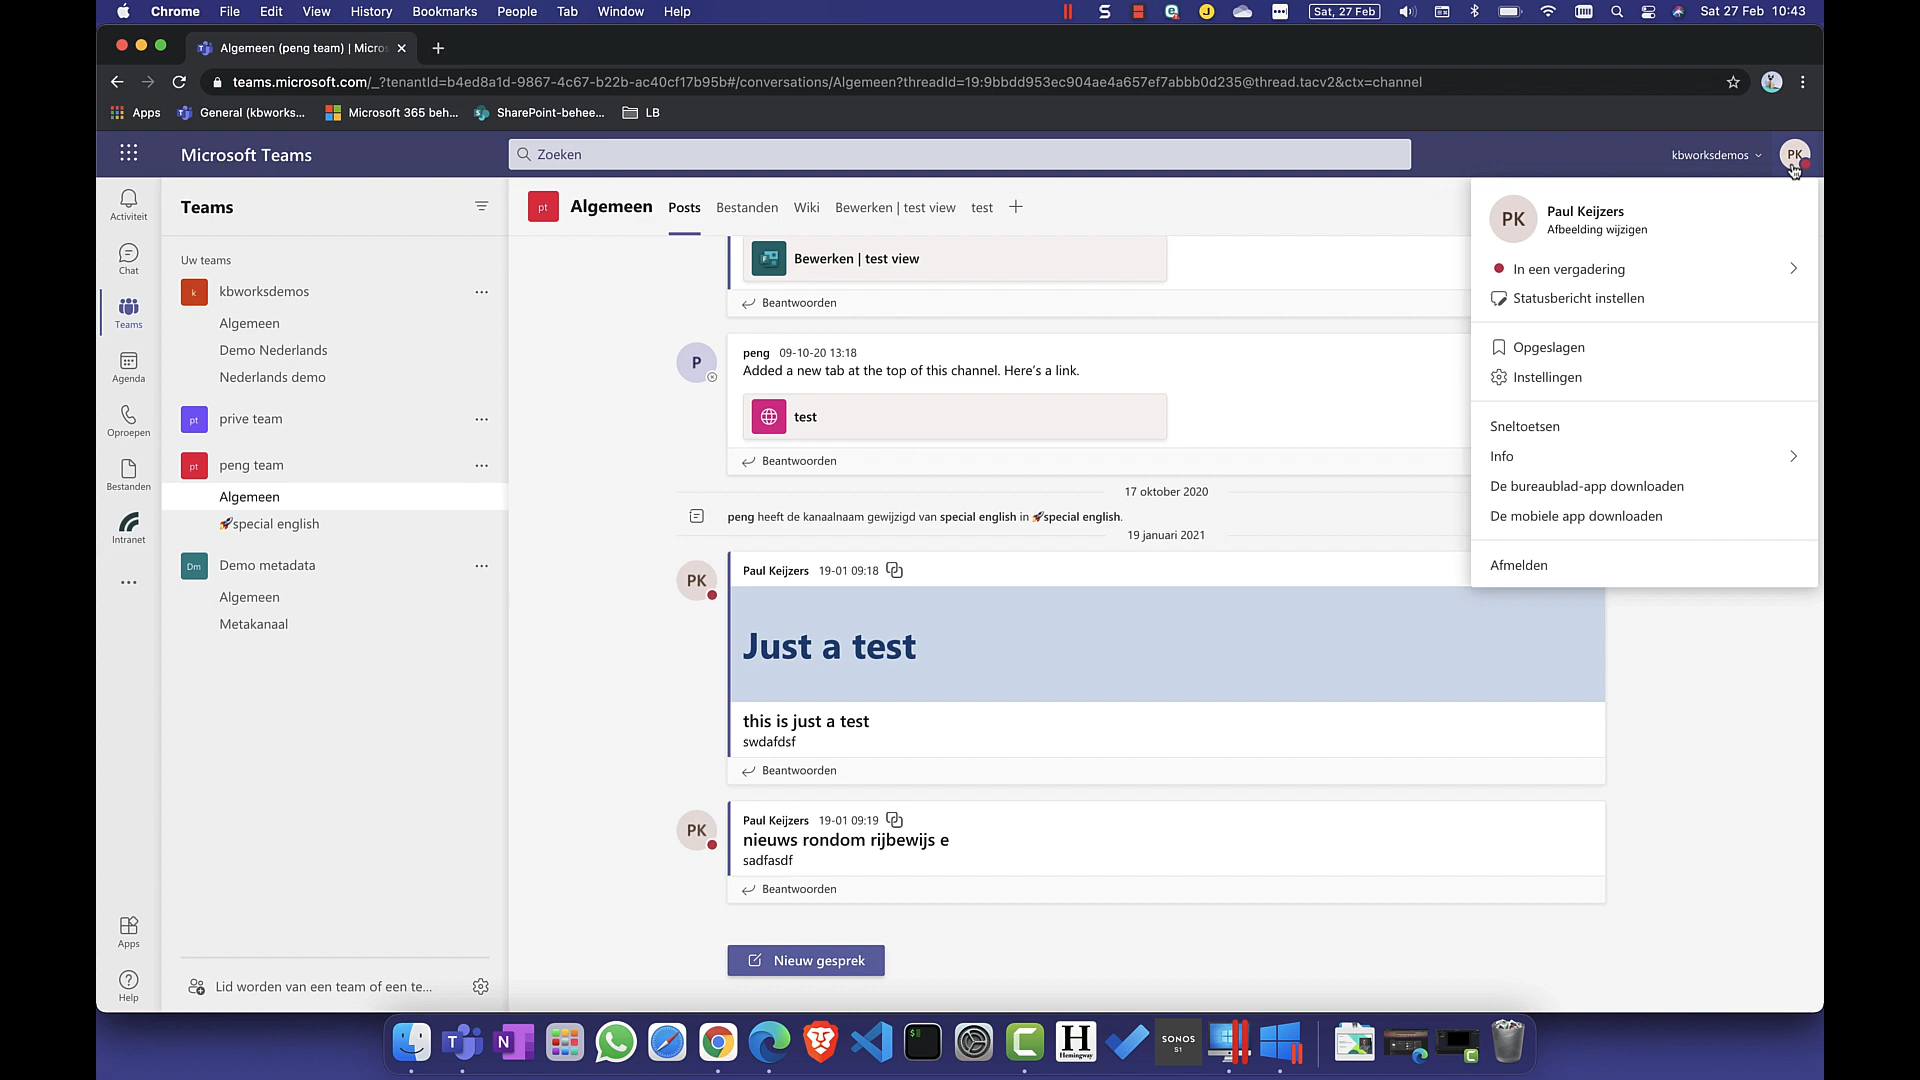 Chrome File Edit View History Bookmarks People Tab Window Help
Sat, 27 Feb
Sat 27 Feb 10:43
Algemeen (peng team) | Micros
teams.microsoft.com/_?tenantId=b4ed8a1d-9867-4c67-b22b-ac40cf17b95b#/conversations/Algemeen?threadId=19:9bbdd953ec904ae4a657ef7abbb0d235@thread.tacv2&ctx=channel
Apps
General (kbworks...
Microsoft 365 beh...
SharePoint-behee...
LB
Microsoft Teams
Zoeken
kbworksdemos
PK
Activiteit
Chat
Teams
Agenda
Oproepen
Bestanden
Intranet
Apps
Help
Teams
Uw teams
k
kbworksdemos
Algemeen
Demo Nederlands
Nederlands demo
pt
prive team
pt
peng team
Algemeen
🚀special english
Dm
Demo metadata
Algemeen
Metakanaal
Lid worden van een team of een te...
pt
Algemeen
Posts
Bestanden
Wiki
Bewerken | test view
test
Bewerken | test view
Beantwoorden
P
peng 09-10-20 13:18
Added a new tab at the top of this channel. Here's a link.
test
Beantwoorden
17 oktober 2020
peng heeft de kanaalnaam gewijzigd van special english in 🚀special english.
19 januari 2021
PK
Paul Keijzers 19-01 09:18
Just a test
this is just a test
swdafdsf
Beantwoorden
PK
Paul Keijzers 19-01 09:19
nieuws rondom rijbewijs e
sadfasdf
Beantwoorden
Nieuw gesprek
PK
Paul Keijzers
Afbeelding wijzigen
In een vergadering
Statusbericht instellen
Opgeslagen
Instellingen
Sneltoetsen
Info
De bureaublad-app downloaden
De mobiele app downloaden
Afmelden
H
Hemingway
SONOS
S1